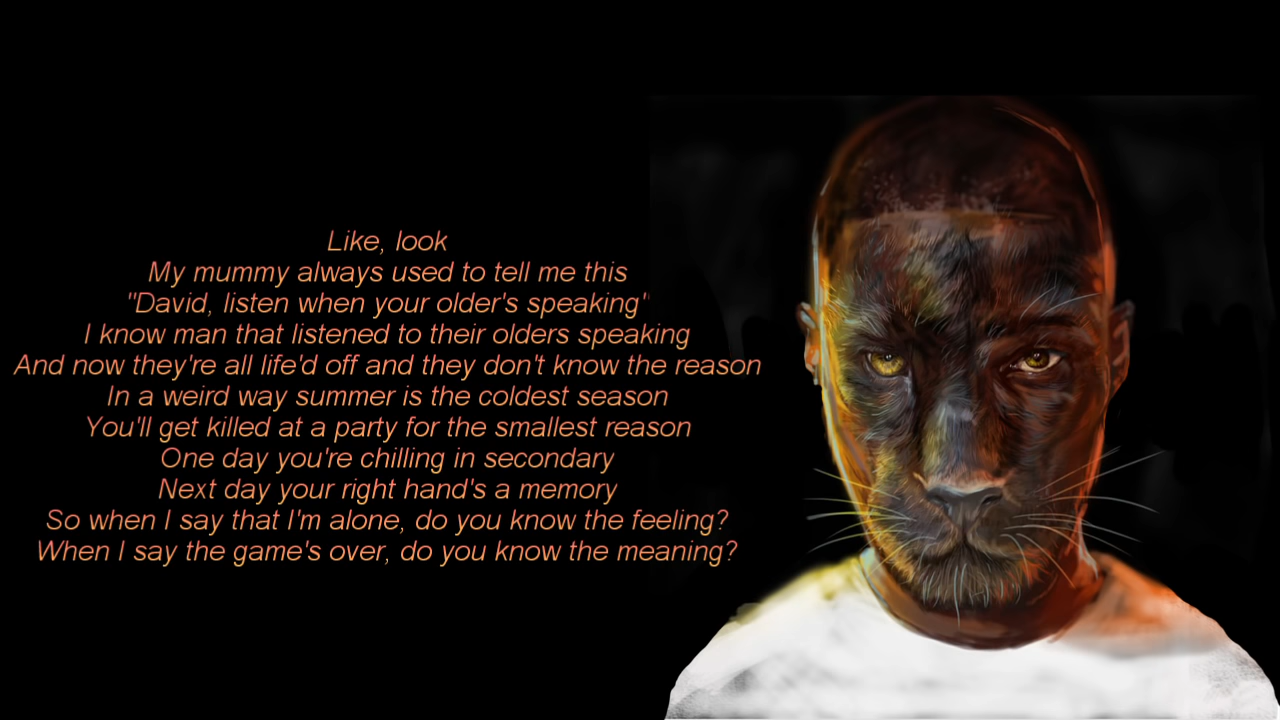 Like, look
My mummy always used to tell me this
"David, listen when your older's speaking"
I know man that listened to their olders speaking
And now they're all life'd off and they don't know the reason
In a weird way summer is the coldest season
You'll get killed at a party for the smallest reason
One day you're chilling in secondary
Next day your right hand's a memory
So when I say that I'm alone, do you know the feeling?
When I say the game's over, do you know the meaning?